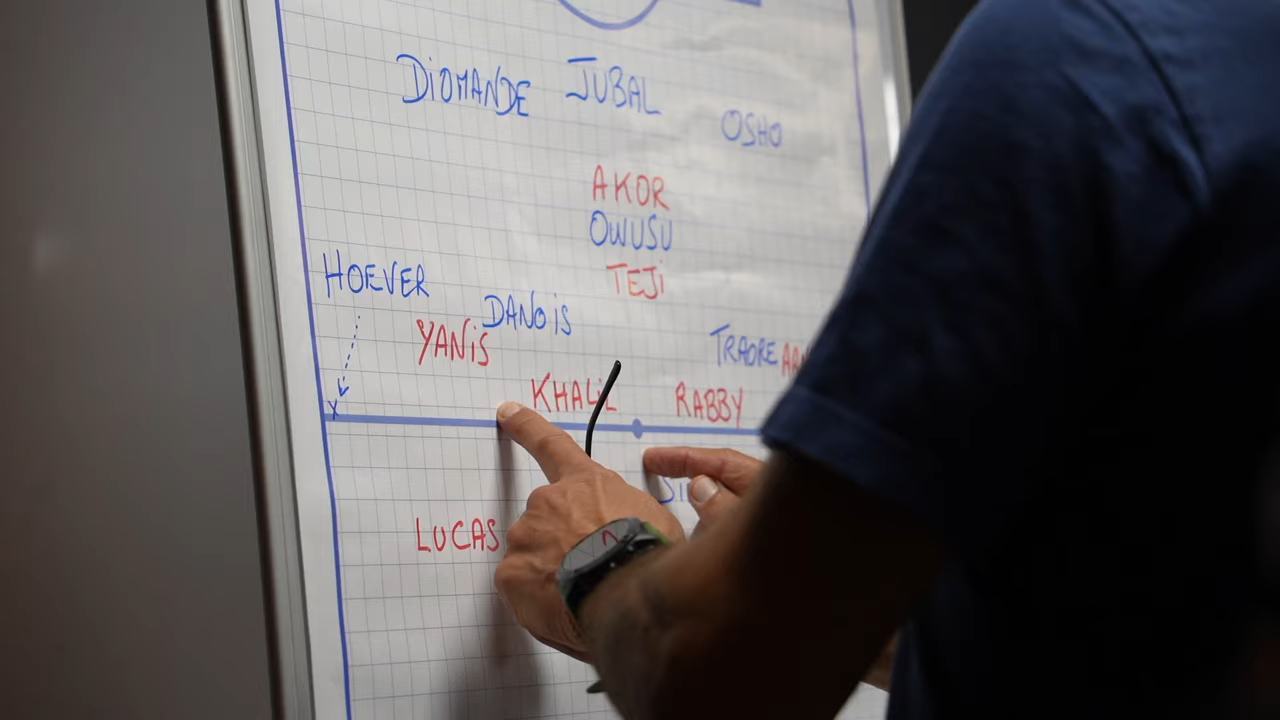 DiOMANDE JUBAL
OSHO
AKOR
OWUSU
HOEVER
TEJi
DANOiS
YANiS
TRAORE
KHALiL
RABBY
X
LUCAS